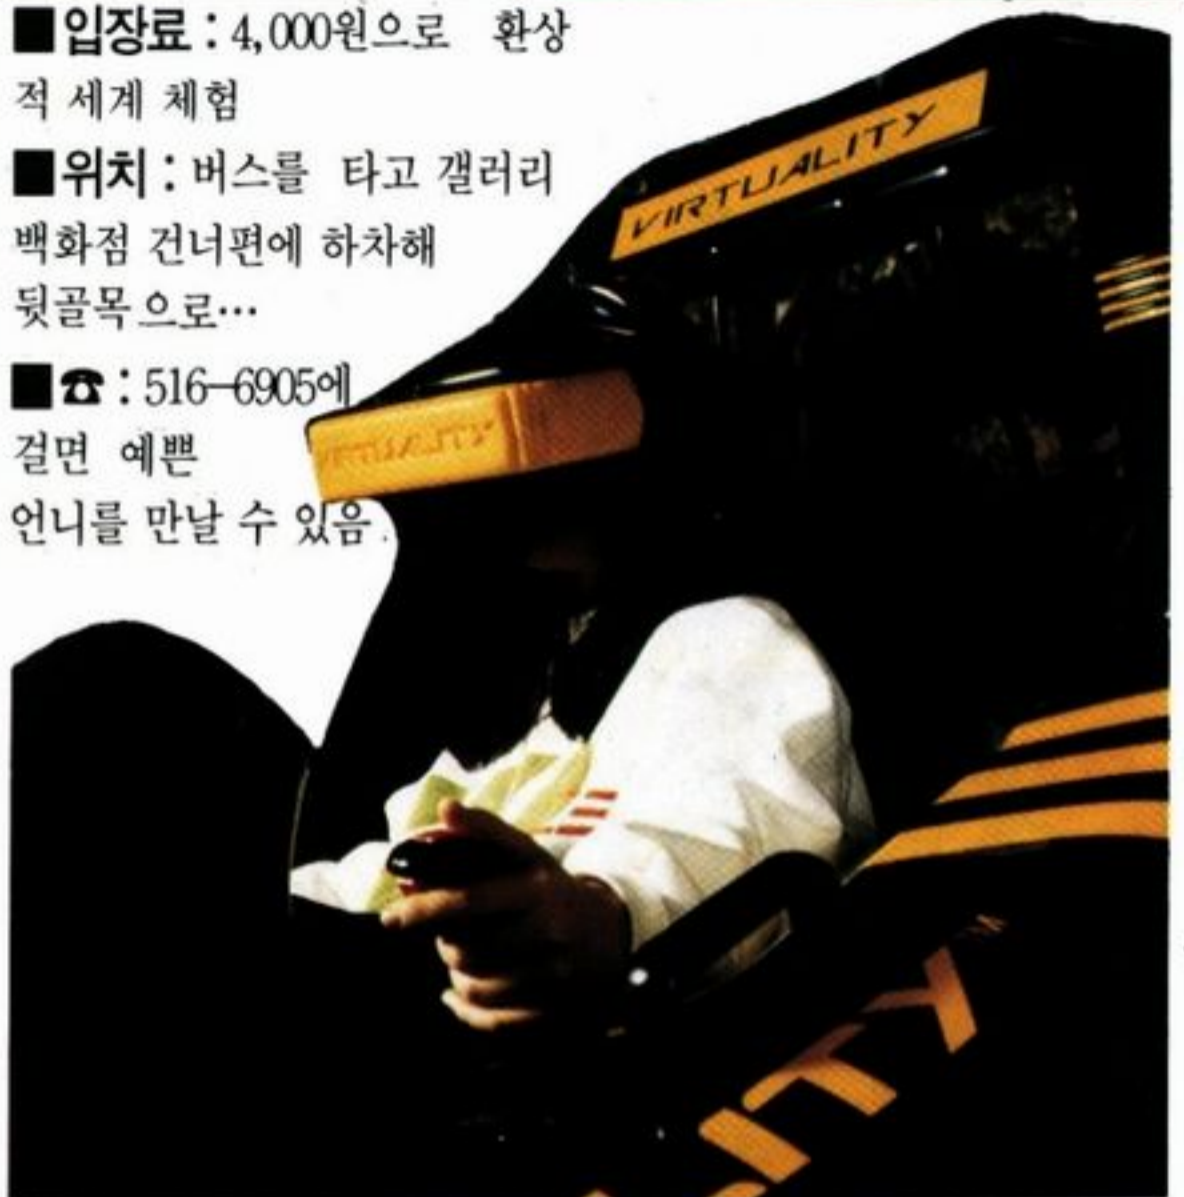 ■입장료 : 4,000원으로 환상
적 세계 체험
■위치 : 버스를 타고 갤러리
백화점 건너편에 하차해
뒷골목으로…
■☎ : 516-6905에
걸면 예쁜
언니를 만날 수 있음.
VIRTUALITY
VIRTUALITY
ITY